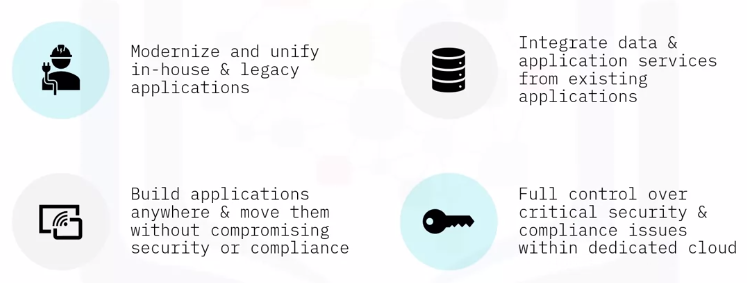 Modernize and unify
in-house & legacy
applications
Integrate data &
application services
from existing
applications
Build applications
anywhere & move them
without compromising
security or compliance
Full control over
critical security &
compliance issues
within dedicated cloud